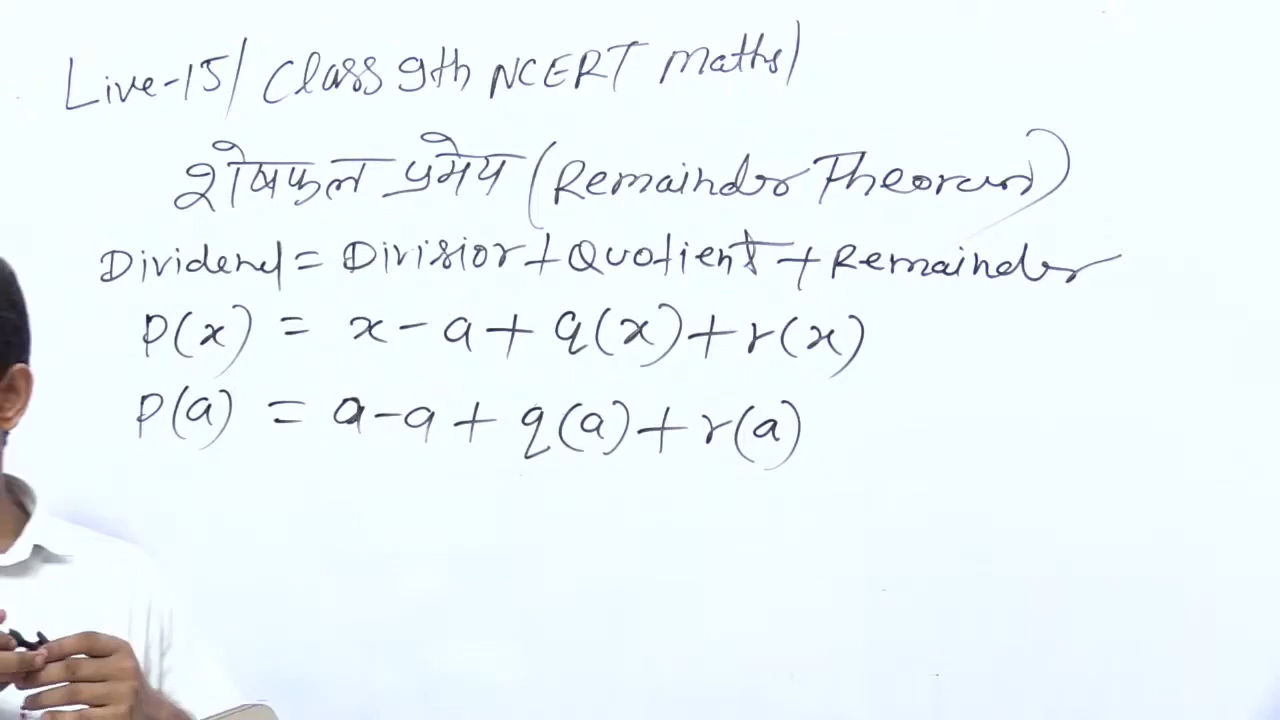 Live-15/ Class 9th NCERT Maths/
शेषफल प्रमेय (Remainder Theorem)
Dividend = Divisior + Quotient + Remainder
P(x) = x - a + q(x) + r(x)
P(a) = a - a + q(a) + r(a)